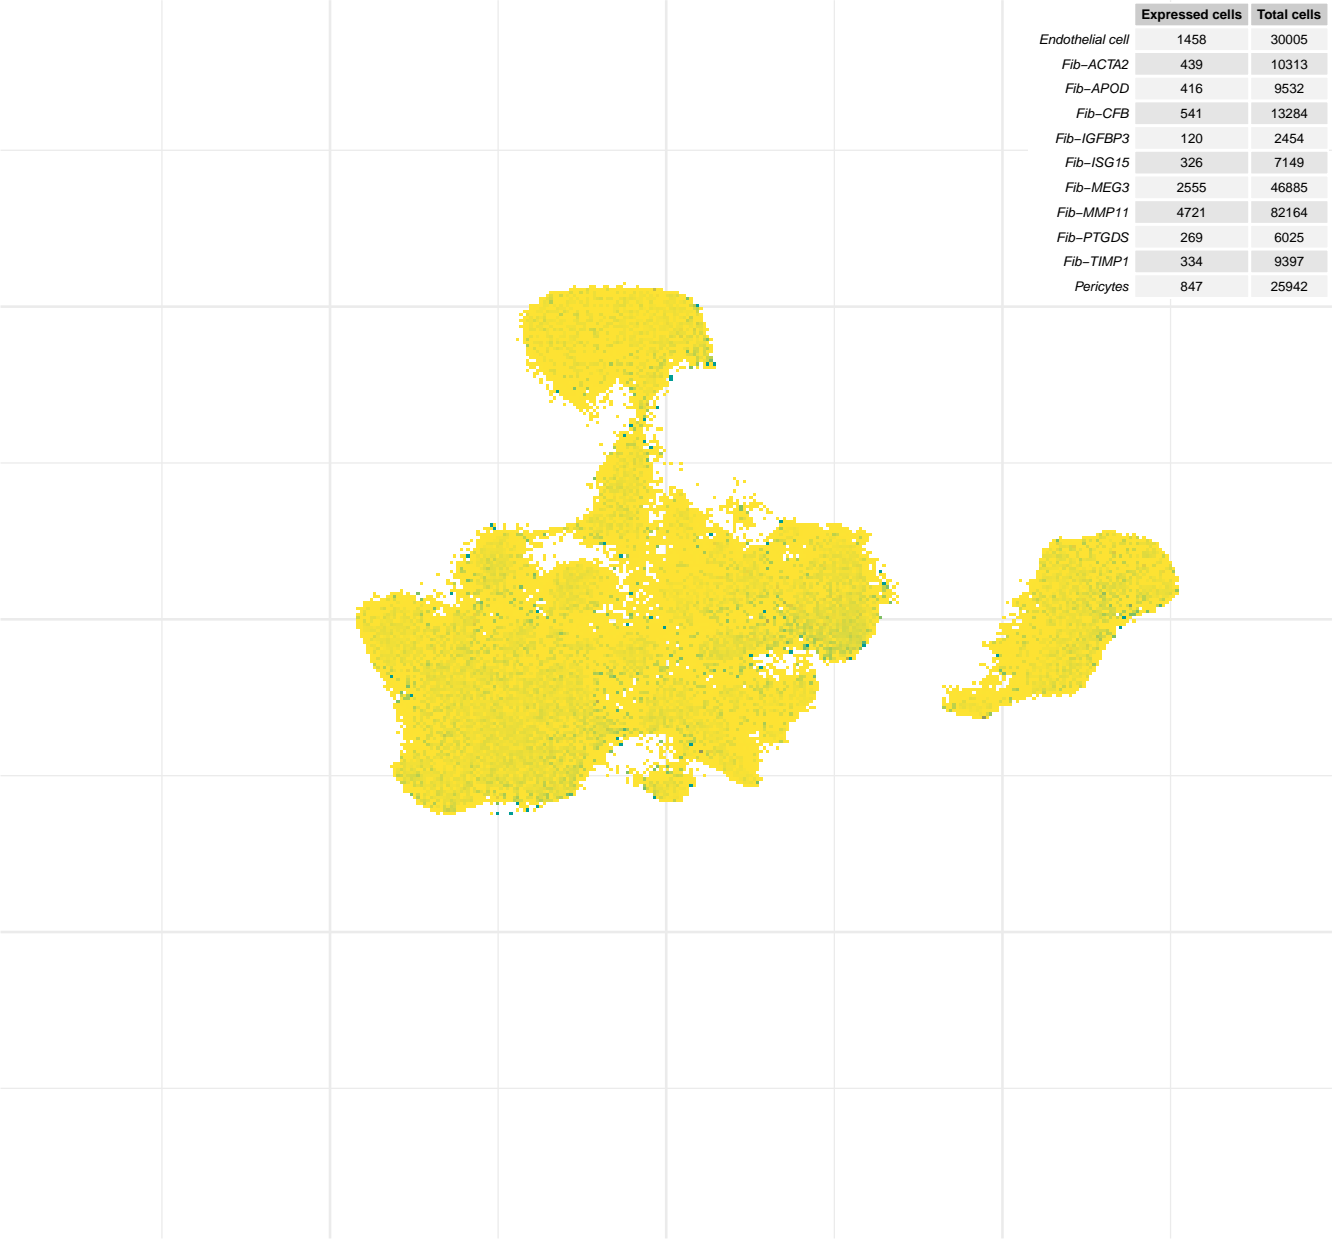 Expressed cells Total cells
Endothelial cell 1458 30005
Fib−ACTA2 439 10313
Fib−APOD 416 9532
Fib−CFB 541 13284
Fib−IGFBP3 120 2454
Fib−ISG15 326 7149
Fib−MEG3 2555 46885
Fib−MMP11 4721 82164
Fib−PTGDS 269 6025
Fib−TIMP1 334 9397
Pericytes 847 25942